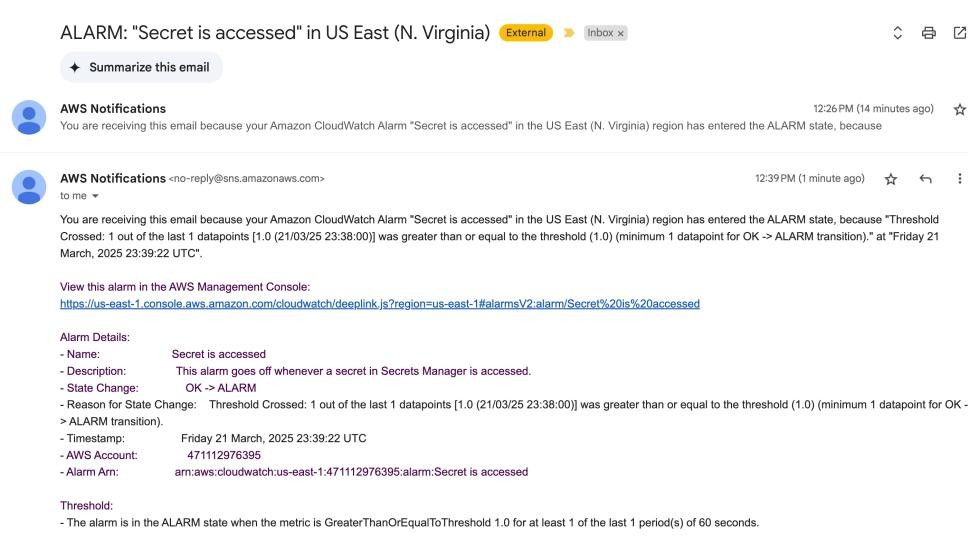 ALARM: "Secret is accessed" in US East (N. Virginia) External Inbox ×
Summarize this email
AWS Notifications 12:26 PM (14 minutes ago)
You are receiving this email because your Amazon CloudWatch Alarm "Secret is accessed" in the US East (N. Virginia) region has entered the ALARM state, because
AWS Notifications <no-reply@sns.amazonaws.com> 12:39 PM (1 minute ago)
to me
You are receiving this email because your Amazon CloudWatch Alarm "Secret is accessed" in the US East (N. Virginia) region has entered the ALARM state, because "Threshold
Crossed: 1 out of the last 1 datapoints [1.0 (21/03/25 23:38:00)] was greater than or equal to the threshold (1.0) (minimum 1 datapoint for OK -> ALARM transition)." at "Friday 21
March, 2025 23:39:22 UTC".
View this alarm in the AWS Management Console:
https://us-east-1.console.aws.amazon.com/cloudwatch/deeplink.js?region=us-east-1#alarmsV2:alarm/Secret%20is%20accessed
Alarm Details:
- Name: Secret is accessed
- Description: This alarm goes off whenever a secret in Secrets Manager is accessed.
- State Change: OK -> ALARM
- Reason for State Change: Threshold Crossed: 1 out of the last 1 datapoints [1.0 (21/03/25 23:38:00)] was greater than or equal to the threshold (1.0) (minimum 1 datapoint for OK -
> ALARM transition).
- Timestamp: Friday 21 March, 2025 23:39:22 UTC
- AWS Account: 471112976395
- Alarm Arn: arn:aws:cloudwatch:us-east-1:471112976395:alarm:Secret is accessed
Threshold:
- The alarm is in the ALARM state when the metric is GreaterThanOrEqualToThreshold 1.0 for at least 1 of the last 1 period(s) of 60 seconds.